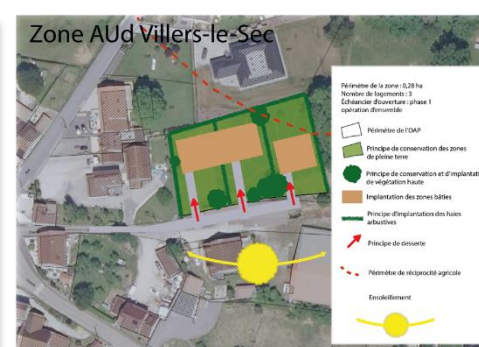 Zone AUd Villers-le-Sec
Périmètre de la zone : 0,28 ha
Nombre de logements : 3
Échéancier d'ouverture : phase 1
opération d'ensemble
Périmètre de l'OAP
Principe de conservation des zones
de pleine terre
Principe de conservation et d'implantat
de végétation haute
Implantation des zones bâties
Principe d'implantation des haies
arbustives
Principe de desserte
Périmètre de réciprocité agricole
Ensoleillement